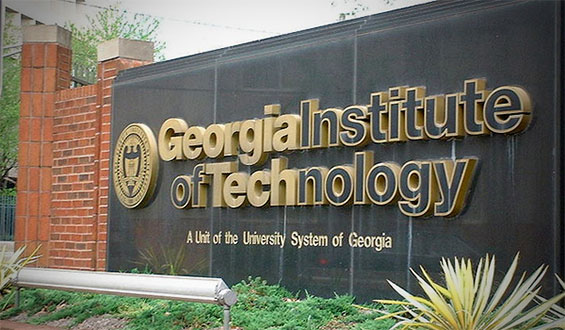 Georgia Institute
of Technology
A Unit of the University System of Georgia